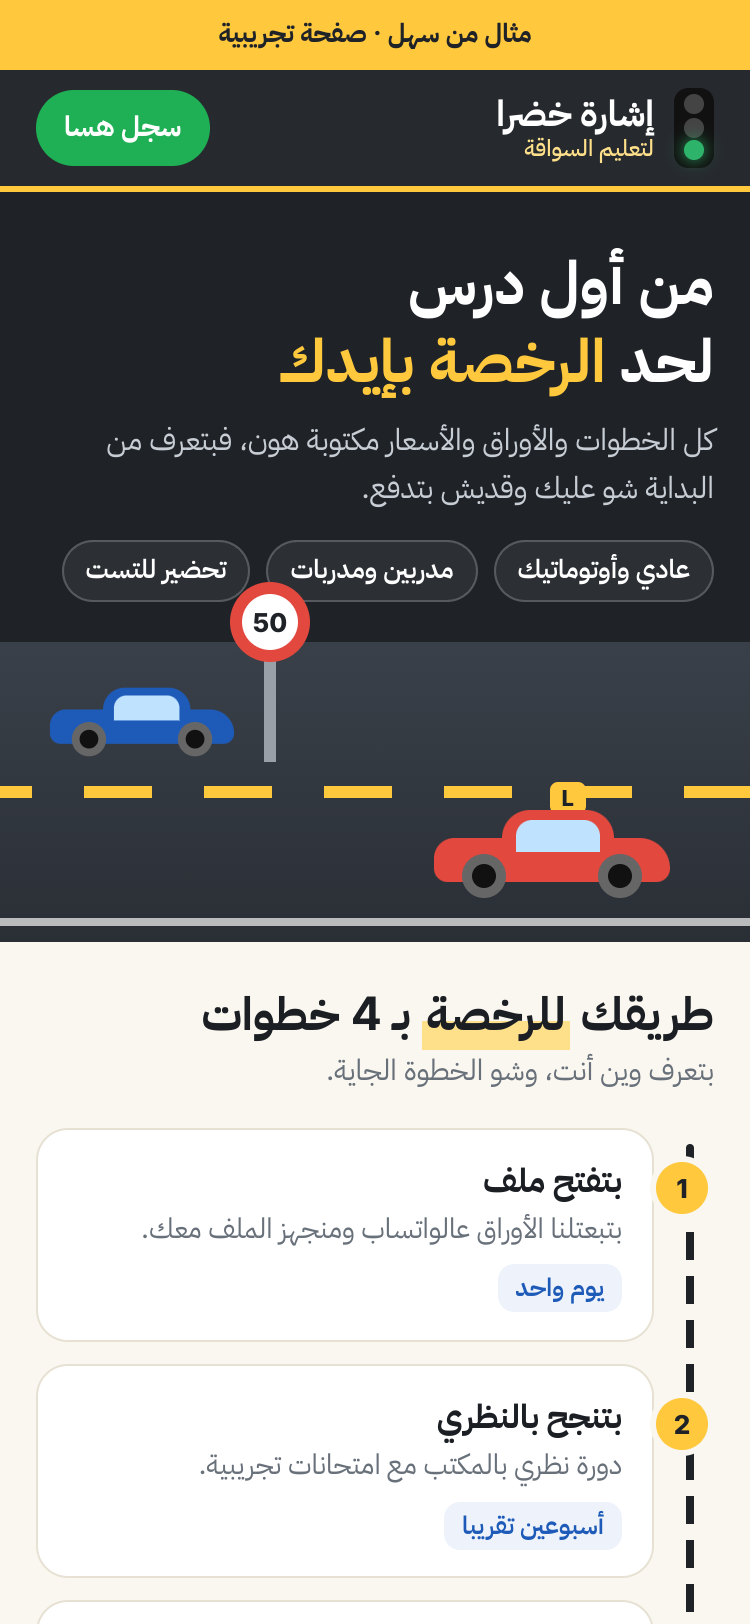 مثال من سهل · صفحة تجريبية
إشارة خضرا
لتعليم السواقة
سجل هسا
من أول درس
لحد الرخصة بإيدك
كل الخطوات والأوراق والأسعار مكتوبة هون، فبتعرف من
البداية شو عليك وقديش بتدفع.
عادي وأوتوماتيك
مدربين ومدربات
تحضير للتست
50
L
طريقك للرخصة بـ 4 خطوات
بتعرف وين أنت، وشو الخطوة الجاية.
1
بتفتح ملف
بتبعتلنا الأوراق عالواتساب ومنجهز الملف معك.
يوم واحد
2
بتنجح بالنظري
دورة نظري بالمكتب مع امتحانات تجريبية.
أسبوعين تقريبا